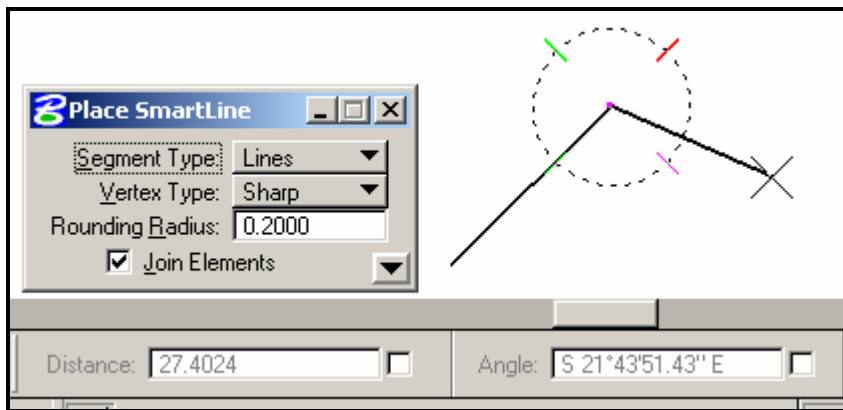 Place SmartLine
Segment Type: Lines
Vertex Type: Sharp
Rounding Radius: 0.2000
Join Elements
Distance: 27.4024 Angle: S 21°43'51.43" E